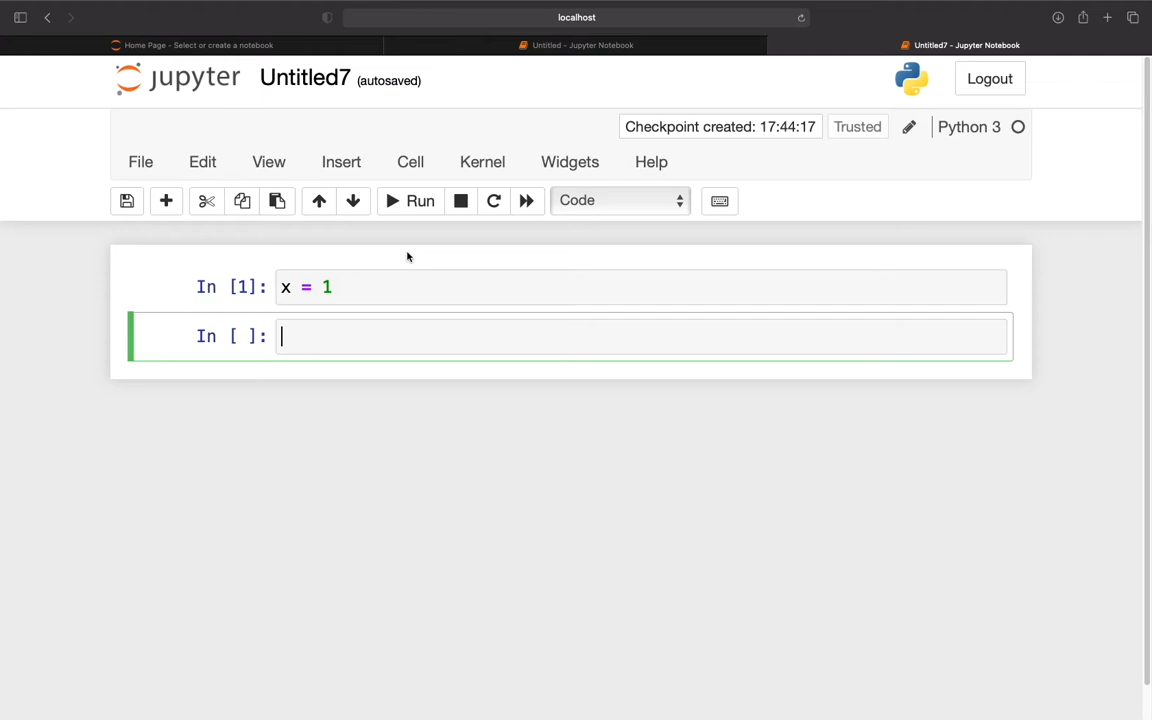 localhost
Home Page - Select or create a notebook
Untitled - Jupyter Notebook
Untitled7 - Jupyter Notebook
jupyter Untitled7 (autosaved)
Logout
Checkpoint created: 17:44:17 Trusted Python 3
File Edit View Insert Cell Kernel Widgets Help
Run Code
In [1]: x = 1
In [ ]: